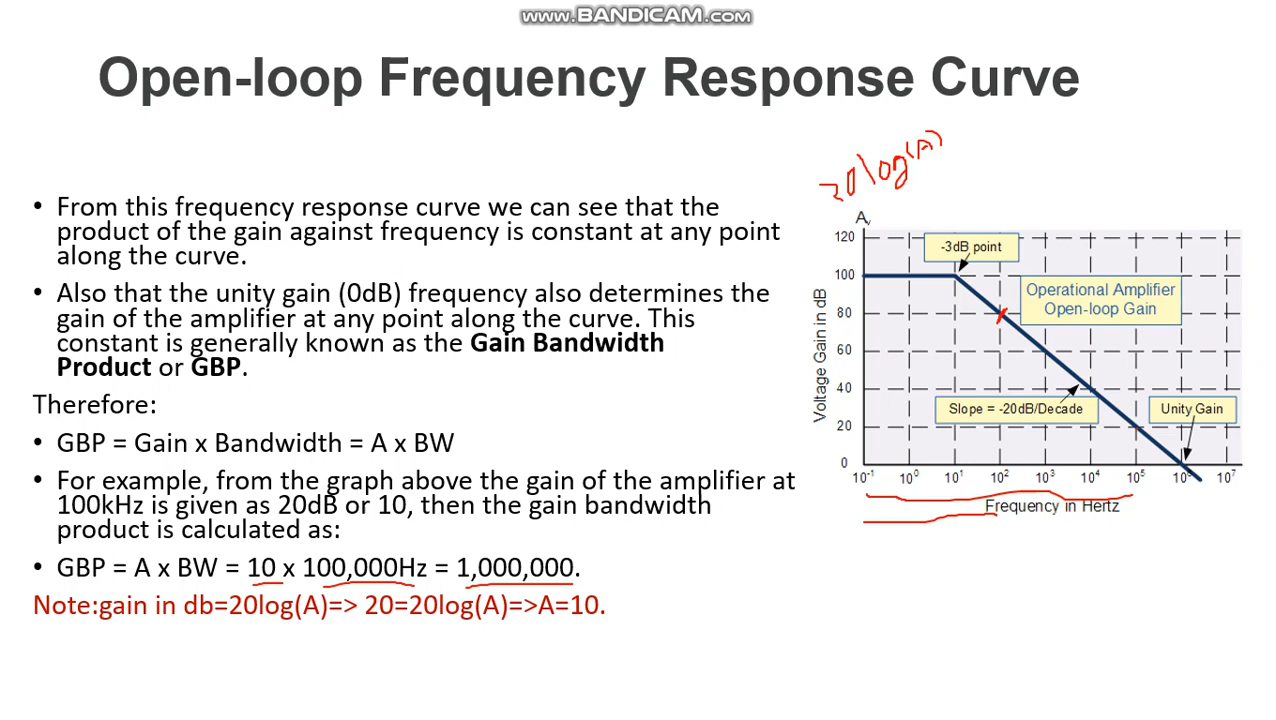 www.BANDICAM.com
Open-loop Frequency Response Curve
• From this frequency response curve we can see that the
product of the gain against frequency is constant at any point
along the curve.
• Also that the unity gain (0dB) frequency also determines the
gain of the amplifier at any point along the curve. This
constant is generally known as the Gain Bandwidth
Product or GBP.
Therefore:
• GBP = Gain x Bandwidth = A x BW
• For example, from the graph above the gain of the amplifier at
100kHz is given as 20dB or 10, then the gain bandwidth
product is calculated as:
• GBP = A x BW = 10 x 100,000Hz = 1,000,000.
Note:gain in db=20log(A)=> 20=20log(A)=>A=10.
20log(A)
Av
120
100
80
60
40
20
0
Voltage Gain in dB
-3dB point
Operational Amplifier
Open-loop Gain
Slope = -20dB/Decade
Unity Gain
10⁻¹ 10⁰ 10¹ 10² 10³ 10⁴ 10⁵ 10⁶ 10⁷
Frequency in Hertz